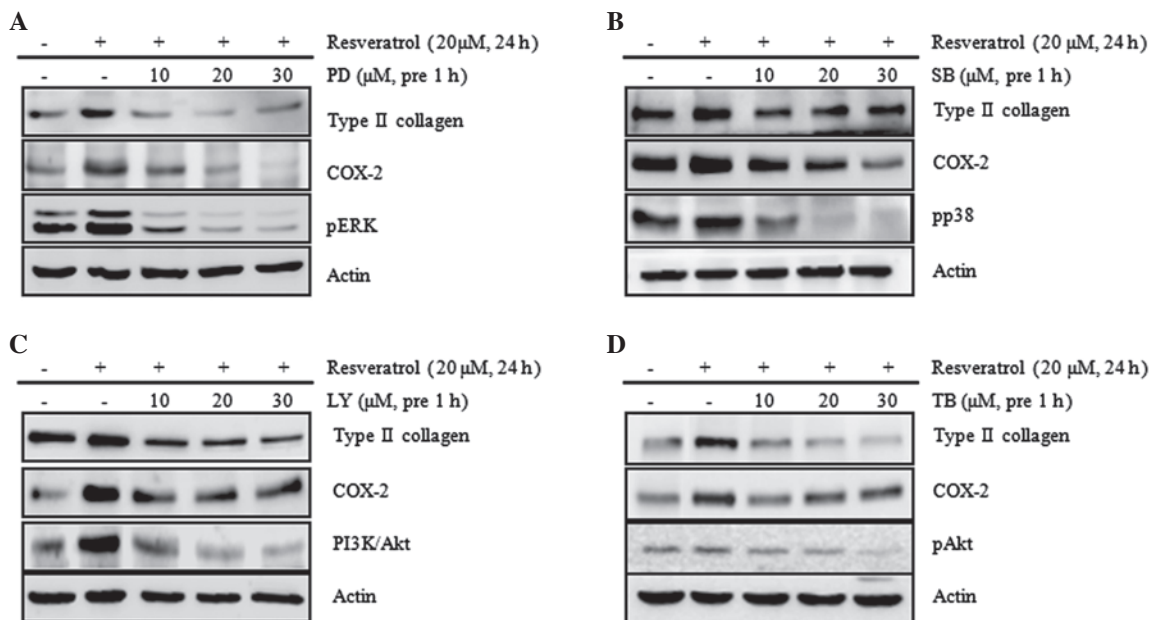 A
- + + + + Resveratrol (20μM, 24 h)
- - 10 20 30 PD (μM, pre 1 h)
Type II collagen
COX-2
pERK
Actin
B
- + + + + Resveratrol (20 μM, 24 h)
- - 10 20 30 SB (μM, pre 1 h)
Type II collagen
COX-2
pp38
Actin
C
- + + + + Resveratrol (20 μM, 24 h)
- - 10 20 30 LY (μM, pre 1 h)
Type II collagen
COX-2
PI3K/Akt
Actin
D
- + + + + Resveratrol (20 μM, 24 h)
- - 10 20 30 TB (μM, pre 1 h)
Type II collagen
COX-2
pAkt
Actin